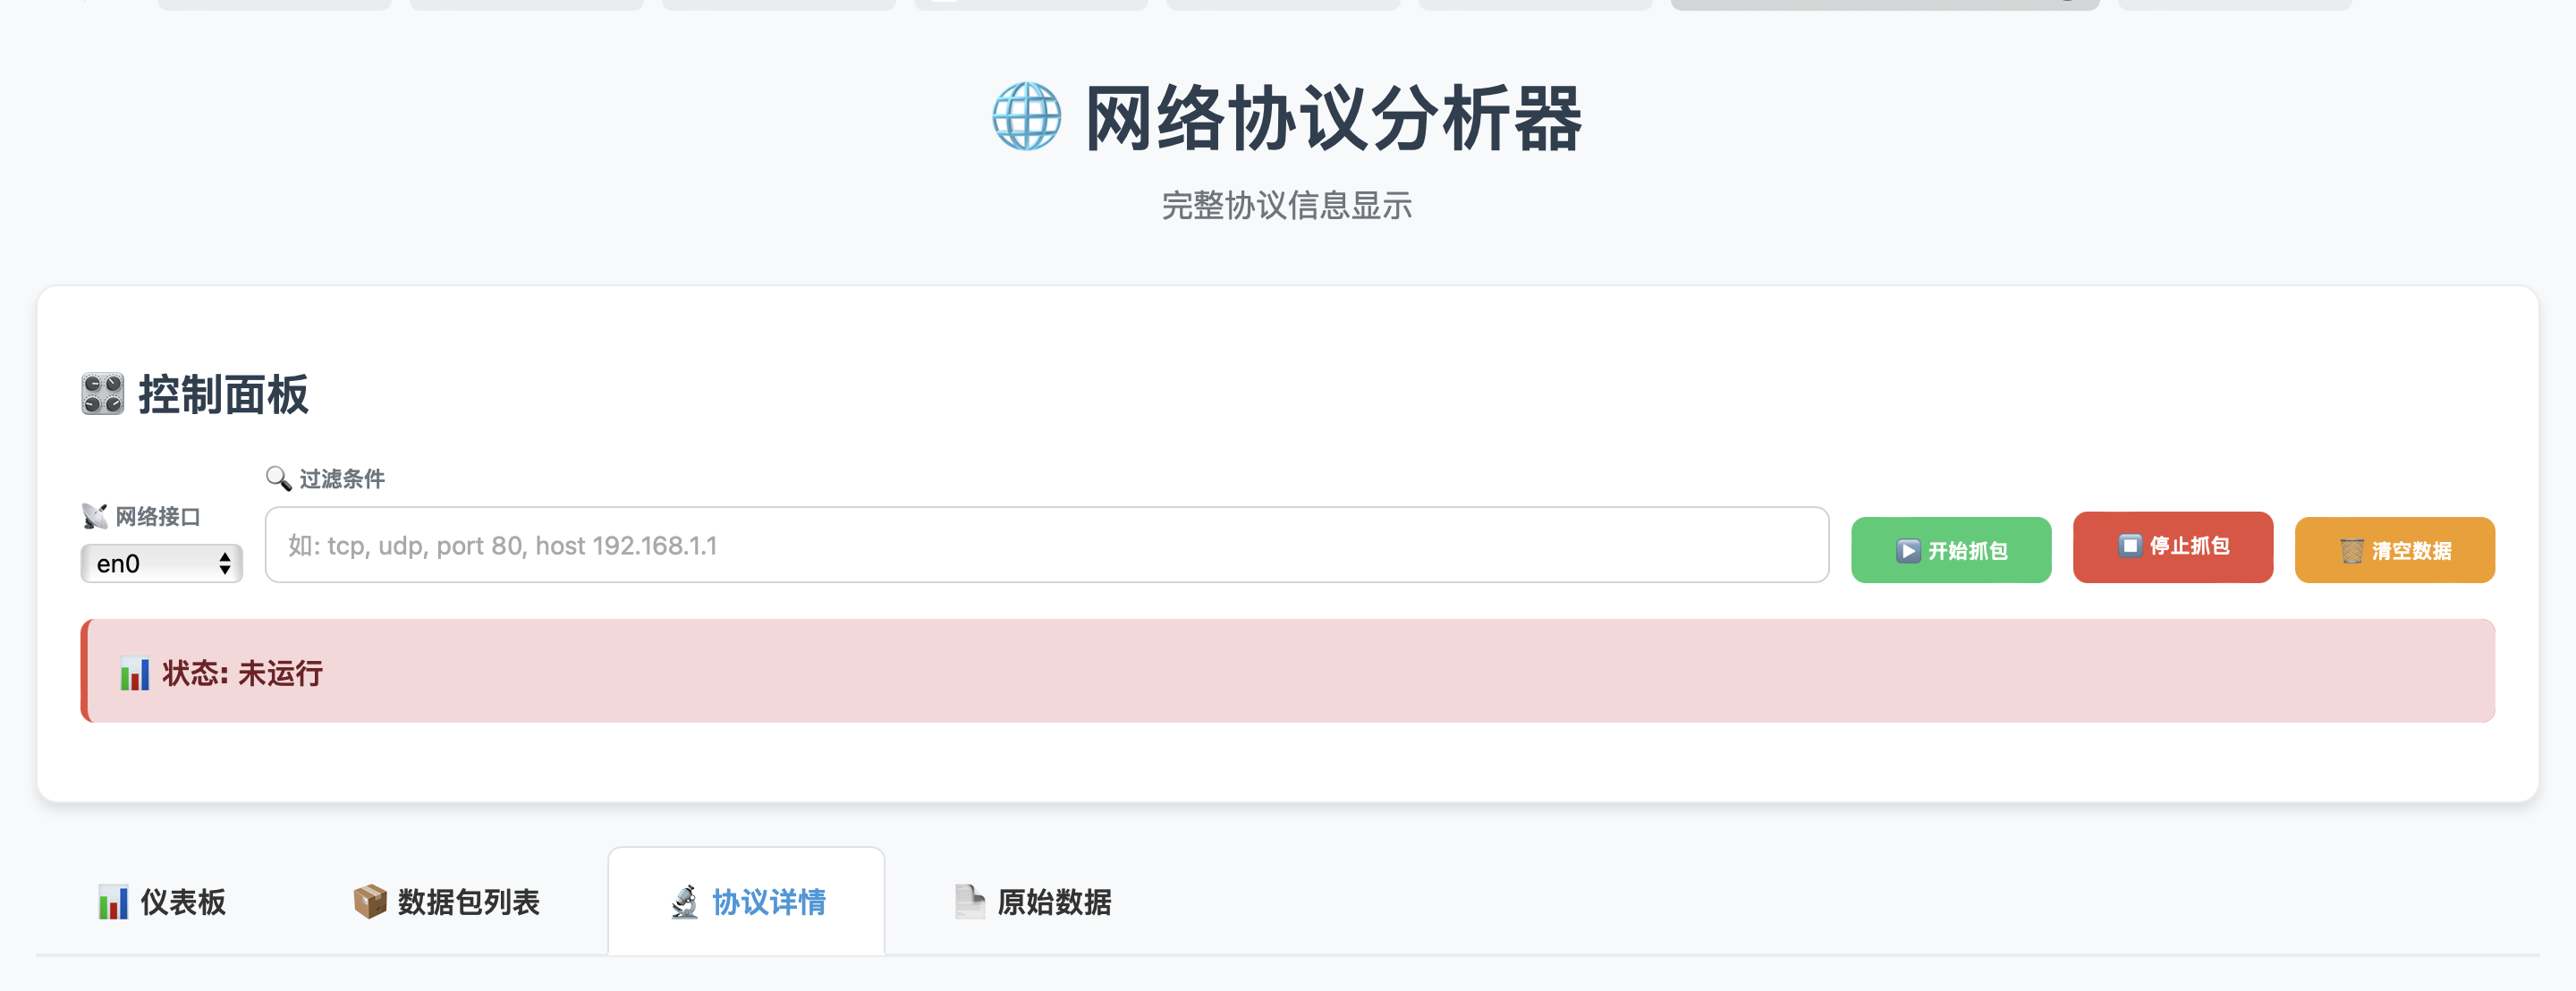 网络协议分析器
完整协议信息显示
控制面板
网络接口
en0
过滤条件
如: tcp, udp, port 80, host 192.168.1.1
开始抓包
停止抓包
清空数据
状态: 未运行
仪表板
数据包列表
协议详情
原始数据